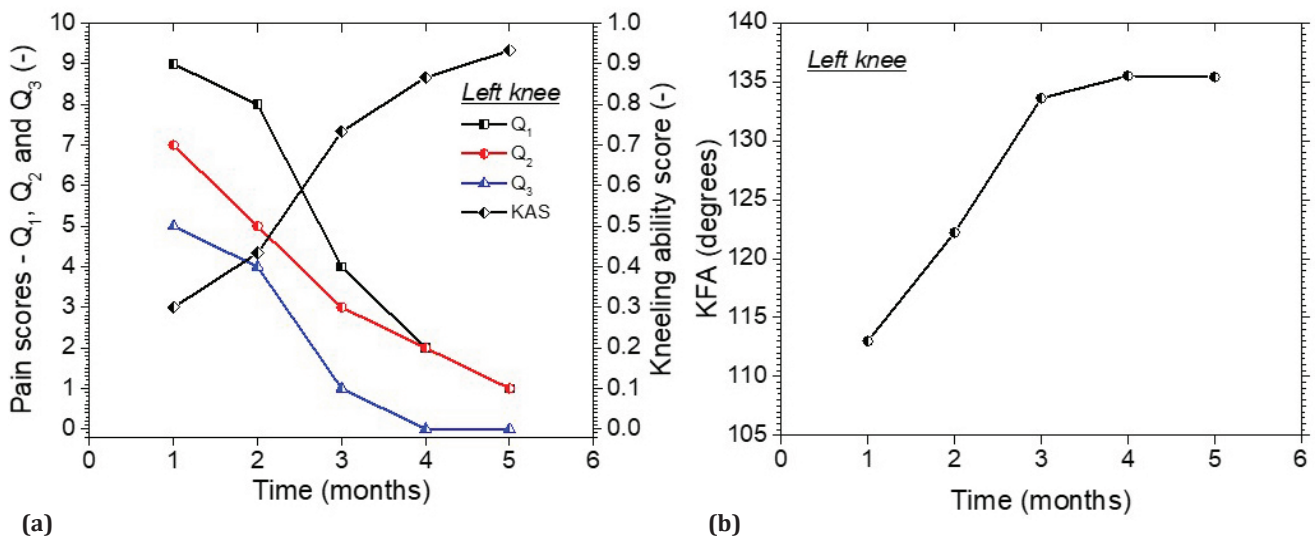 Pain scores - Q1, Q2 and Q3 (-)
10
9
8
7
6
5
4
3
2
1
0
0 1 2 3 4 5 6
Time (months)
Left knee
Q1
Q2
Q3
KAS
1.0
0.9
0.8
0.7
0.6
0.5
0.4
0.3
0.2
0.1
0.0
Kneeling ability score (-)
(a)
KFA (degrees)
140
135
130
125
120
115
110
105
Left knee
0 1 2 3 4 5 6
Time (months)
(b)